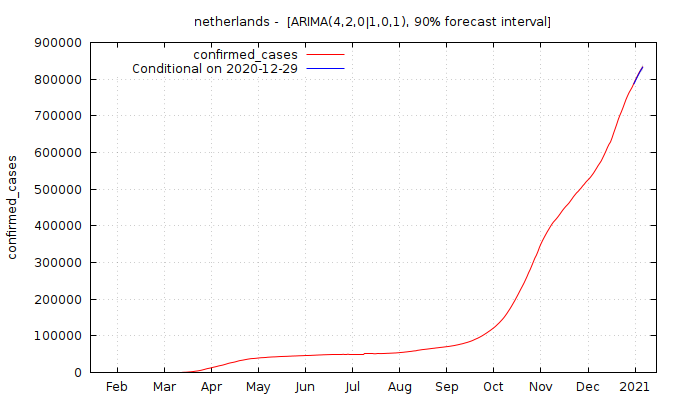 netherlands - [ARIMA(4,2,0|1,0,1), 90% forecast interval]
confirmed_cases
Conditional on 2020-12-29
900000
800000
700000
600000
500000
400000
300000
200000
100000
0
confirmed_cases
Feb Mar Apr May Jun Jul Aug Sep Oct Nov Dec 2021